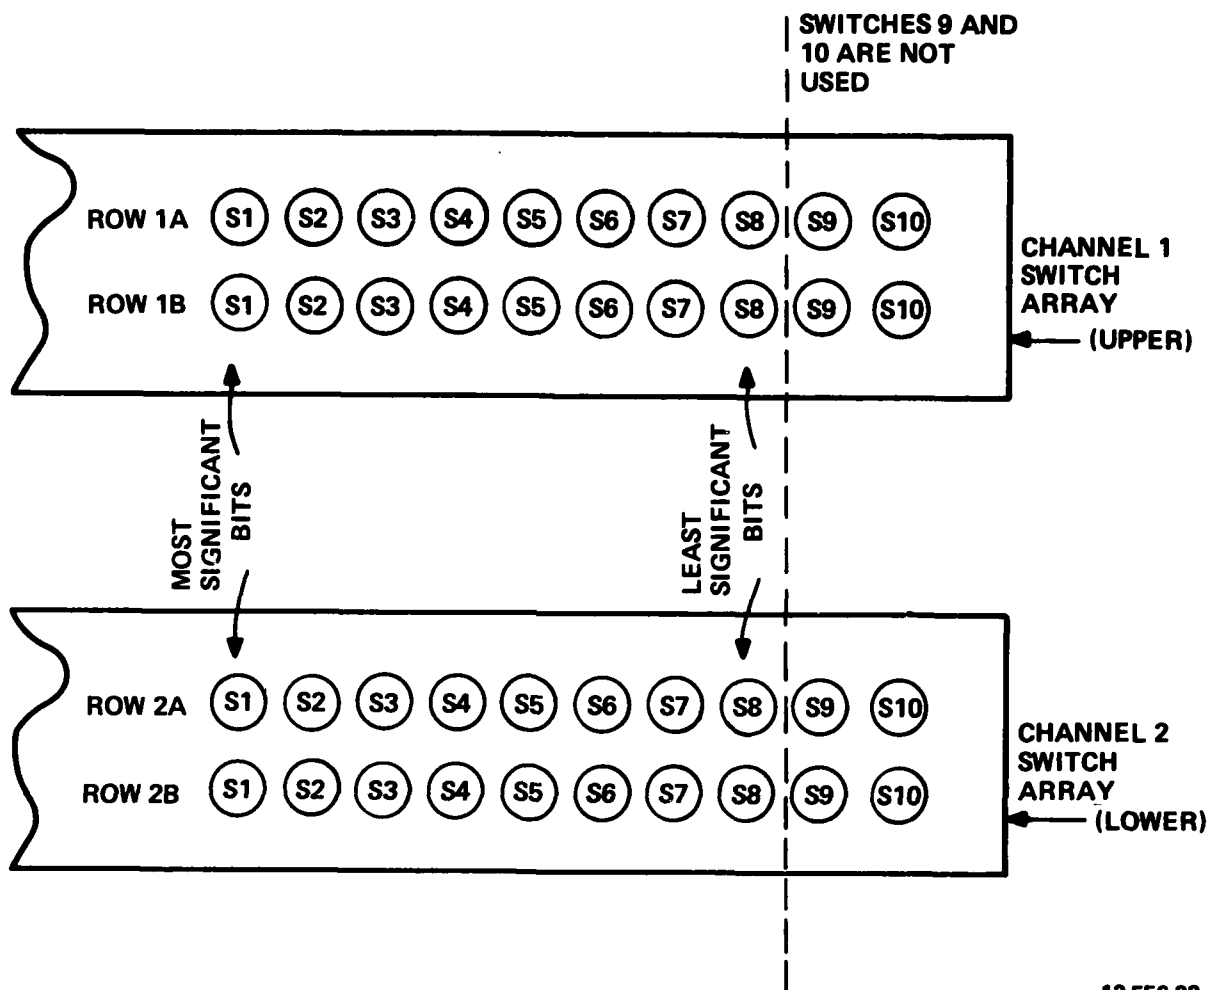 SWITCHES 9 AND
10 ARE NOT
USED
ROW 1A S1 S2 S3 S4 S5 S6 S7 S8 S9 S10
ROW 1B S1 S2 S3 S4 S5 S6 S7 S8 S9 S10
CHANNEL 1
SWITCH
ARRAY
(UPPER)
MOST
SIGNIFICANT
BITS
LEAST
SIGNIFICANT
BITS
ROW 2A S1 S2 S3 S4 S5 S6 S7 S8 S9 S10
ROW 2B S1 S2 S3 S4 S5 S6 S7 S8 S9 S10
CHANNEL 2
SWITCH
ARRAY
(LOWER)